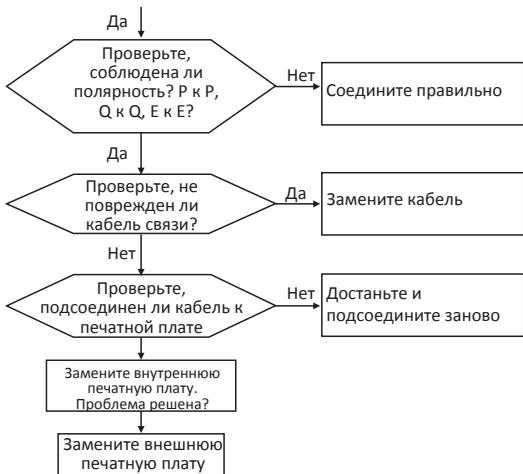 Да
Проверьте,
соблюдена ли
полярность? P к P,
Q к Q, E к E?
Нет
Соедините правильно
Да
Проверьте, не
поврежден ли
кабель связи?
Да
Замените кабель
Нет
Проверьте,
подсоединен ли кабель к
печатной плате
Нет
Достаньте и
подсоедините заново
Замените внутреннюю
печатную плату.
Проблема решена?
Замените внешнюю
печатную плату